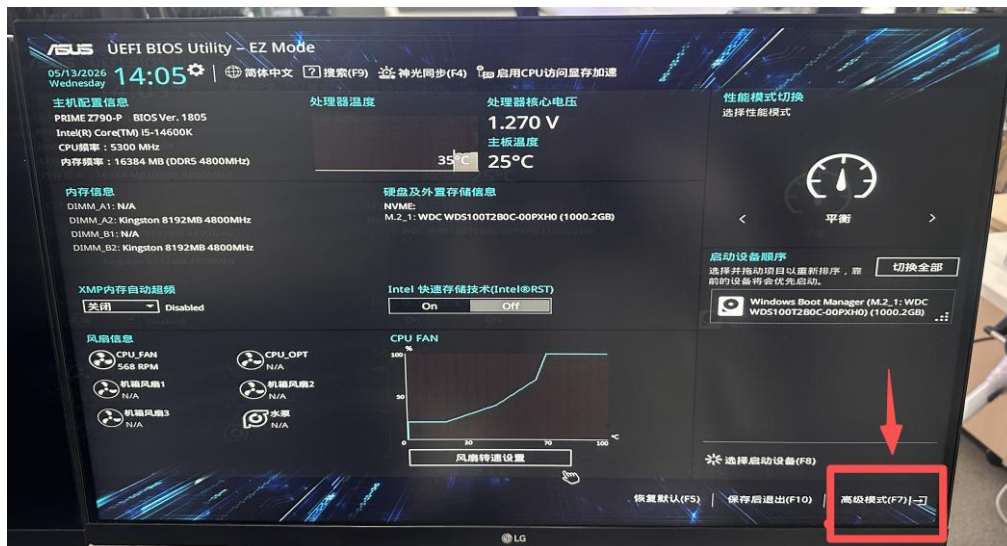 ASUS UEFI BIOS Utility – EZ Mode
05/13/2026 Wednesday 14:05 | 简体中文 ?搜索(F9) 神光同步(F4) 启用CPU访问显存加速
主机配置信息
PRIME Z790-P BIOS Ver. 1805
Intel(R) Core(TM) i5-14600K
CPU频率：5300 MHz
内存频率：16384 MB (DDR5 4800MHz)
处理器温度
35°C
处理器核心电压
1.270 V
主板温度
25°C
性能模式切换
选择性能模式
< 平衡 >
内存信息
DIMM_A1: N/A
DIMM_A2: Kingston 8192MB 4800MHz
DIMM_B1: N/A
DIMM_B2: Kingston 8192MB 4800MHz
硬盘及外置存储信息
NVME:
M.2_1: WDC WDS100T2B0C-00PXH0 (1000.2GB)
启动设备顺序
选择并拖动项目以重新排序，靠
前的设备将会优先启动。
切换全部
Windows Boot Manager (M.2_1: WDC
WDS100T2B0C-00PXH0) (1000.2GB)
XMP内存自动超频
关闭 Disabled
Intel 快速存储技术(Intel®RST)
On Off
风扇信息
CPU_FAN
568 RPM
CPU_OPT
N/A
机箱风扇1
N/A
机箱风扇2
N/A
机箱风扇3
N/A
水泵
N/A
CPU FAN
%
100
50
0 30 70 100
°C
风扇转速设置
选择启动设备(F8)
恢复默认(F5) | 保存后退出(F10) | 高级模式(F7)|
LG